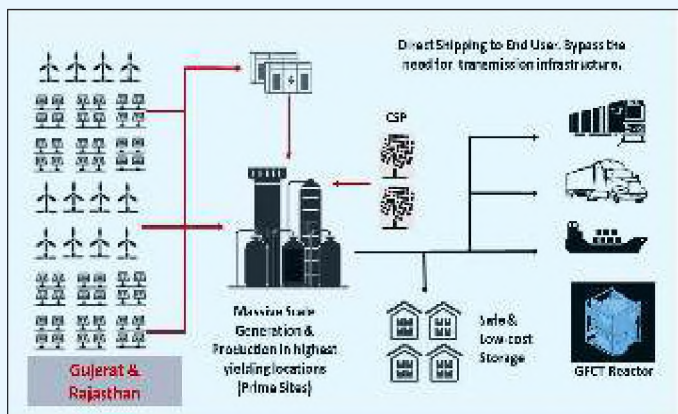 Direct Shipping to End User. Bypass the
need for transmission infrastructure.
CSP
Massive Scale
Generation &
Production in highest
yielding locations
(Prime Sites)
Safe &
Low-cost
Storage
GFCT Reactor
Gujerat &
Rajasthan